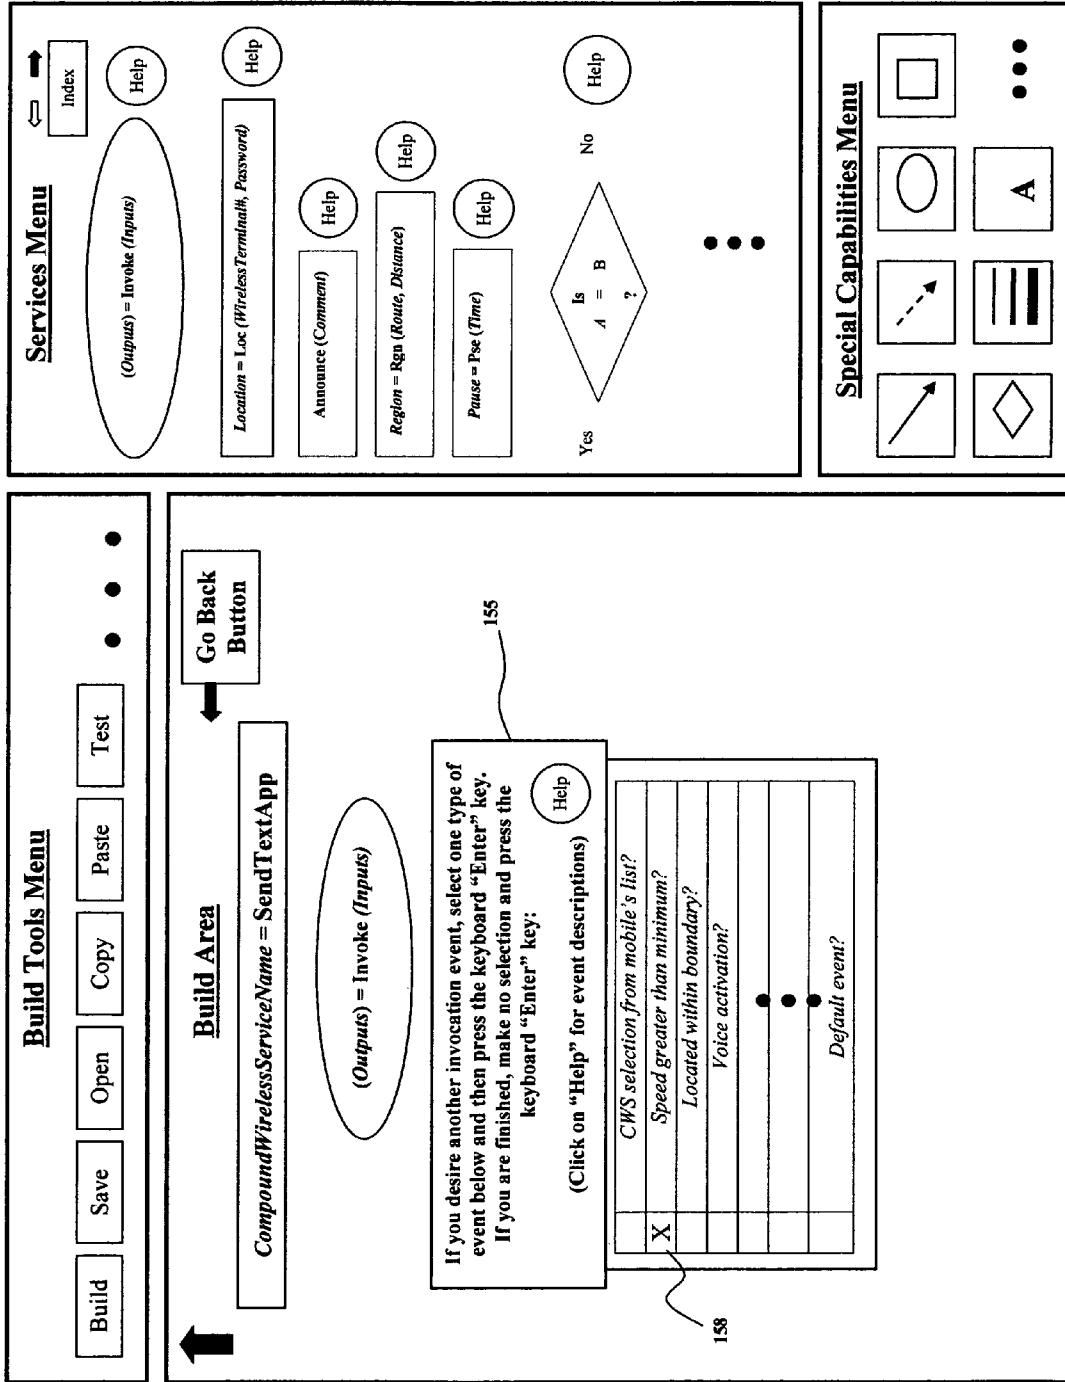 Build Tools Menu
Build
Save
Open
Copy
Paste
Test
Build Area
Go Back
Button
CompoundWirelessServiceName = SendTextApp
(Outputs) = Invoke (Inputs)
155
If you desire another invocation event, select one type of
event below and then press the keyboard “Enter” key.
If you are finished, make no selection and press the
keyboard “Enter” key:
(Click on “Help” for event descriptions)
Help
CWS selection from mobile's list?
X
Speed greater than minimum?
Located within boundary?
Voice activation?
Default event?
158
Services Menu
Index
(Outputs) = Invoke (Inputs)
Help
Location = Loc (WirelessTerminal#, Password)
Help
Announce (Comment)
Help
Region = Rgn (Route, Distance)
Help
Pause = Pse (Time)
Help
Yes
Is
A = B
?
No
Help
Special Capabilities Menu
A